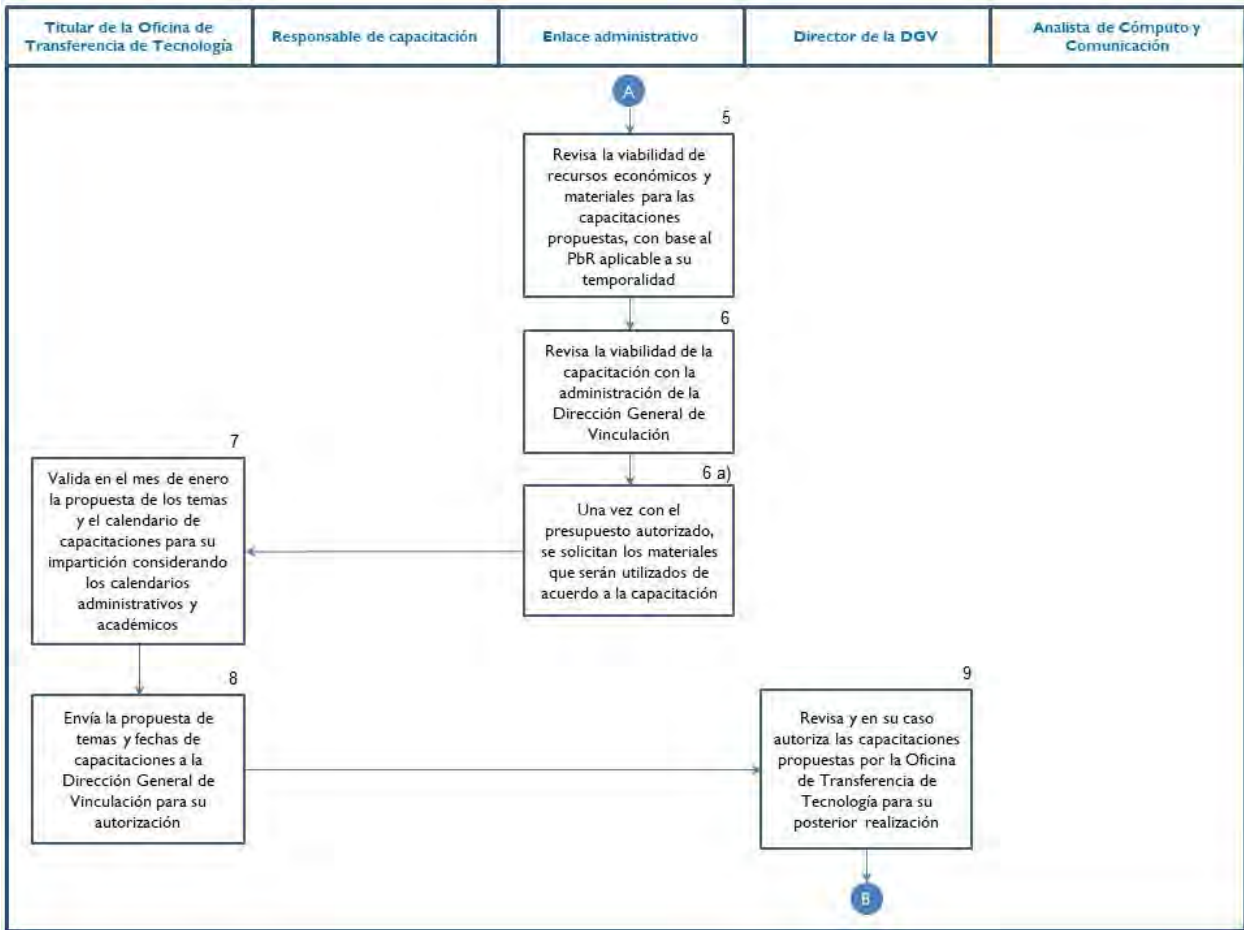 Titular de la Oficina de
Transferencia de Tecnología
Responsable de capacitación
Enlace administrativo
Director de la DGV
Analista de Cómputo y
Comunicación
A
5
Revisa la viabilidad de
recursos económicos y
materiales para las
capacitaciones
propuestas, con base al
PbR aplicable a su
temporalidad
6
Revisa la viabilidad de la
capacitación con la
administración de la
Dirección General de
Vinculación
6 a)
Una vez con el
presupuesto autorizado,
se solicitan los materiales
que serán utilizados de
acuerdo a la capacitación
7
Valida en el mes de enero
la propuesta de los temas
y el calendario de
capacitaciones para su
impartición considerando
los calendarios
administrativos y
académicos
8
Envía la propuesta de
temas y fechas de
capacitaciones a la
Dirección General de
Vinculación para su
autorización
9
Revisa y en su caso
autoriza las capacitaciones
propuestas por la Oficina
de Transferencia de
Tecnología para su
posterior realización
B